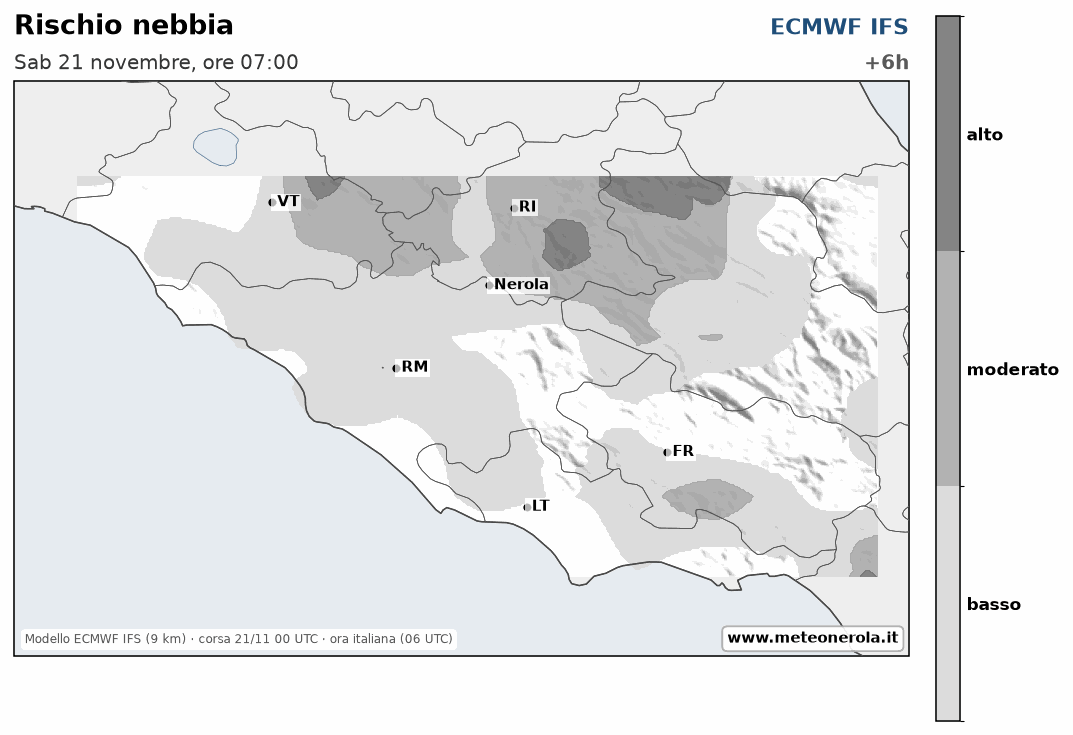 Rischio nebbia
ECMWF IFS
Sab 21 novembre, ore 07:00
+6h
alto
VT
RI
Nerola
RM
moderato
FR
LT
basso
Modello ECMWF IFS (9 km) · corsa 21/11 00 UTC · ora italiana (06 UTC)
www.meteonerola.it